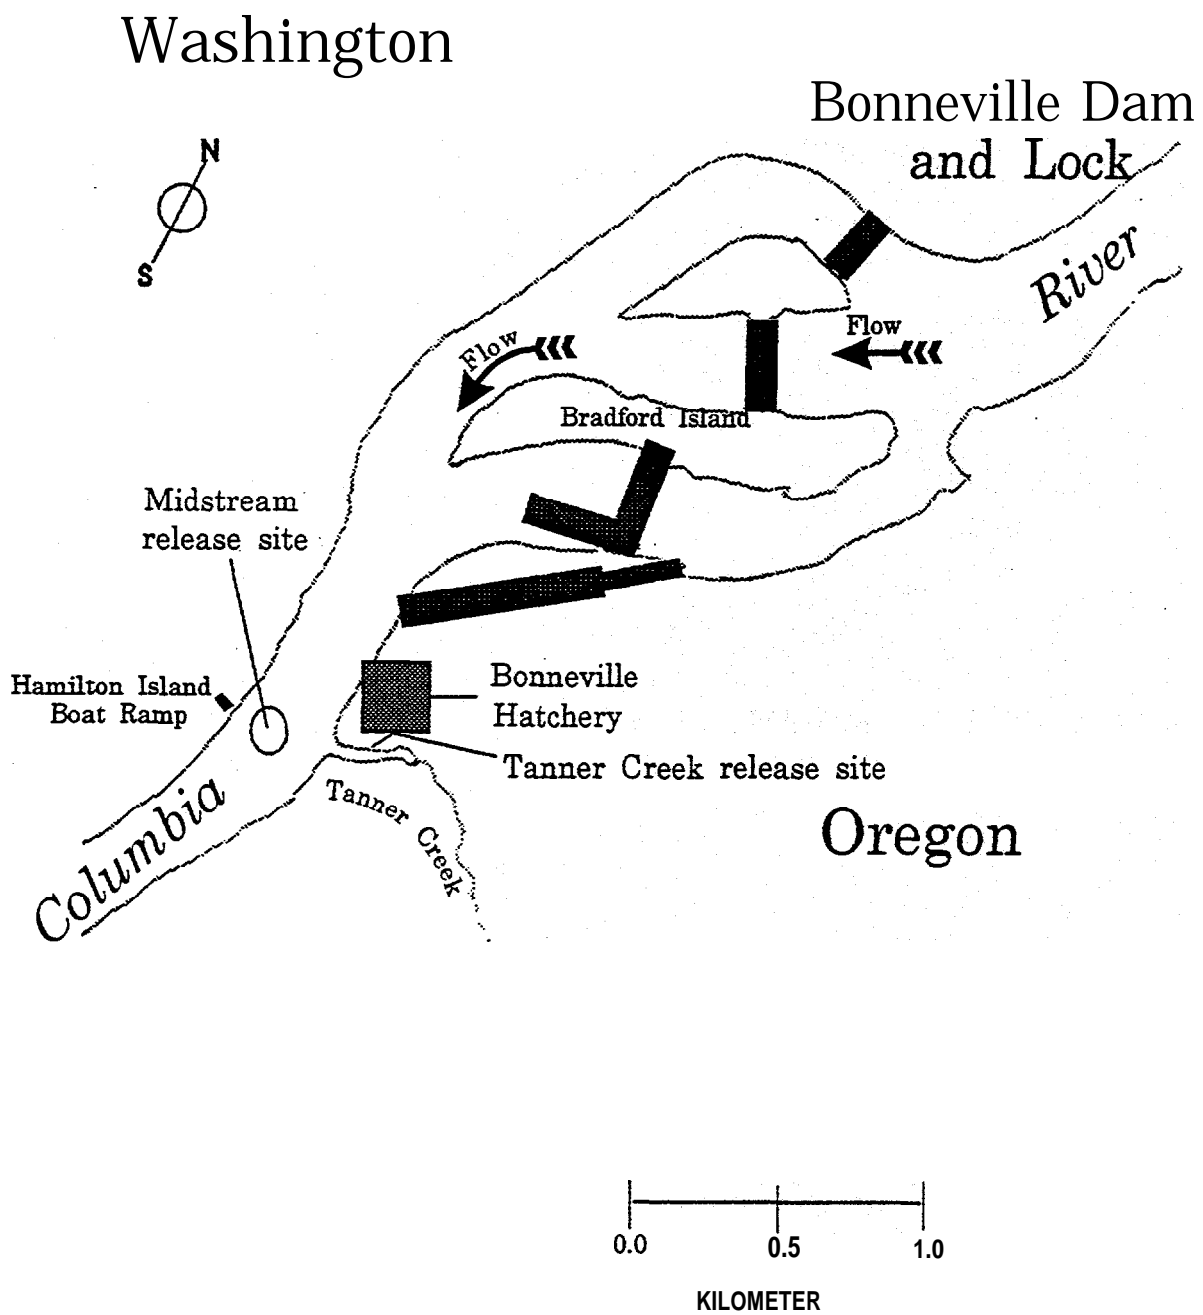 Washington
Bonneville Dam
and Lock
N
S
River
Flow
Flow
Bradford Island
Midstream
release site
Hamilton Island
Boat Ramp
Bonneville
Hatchery
Tanner Creek release site
Tanner Creek
Columbia
Oregon
0.0 0.5 1.0
KILOMETER